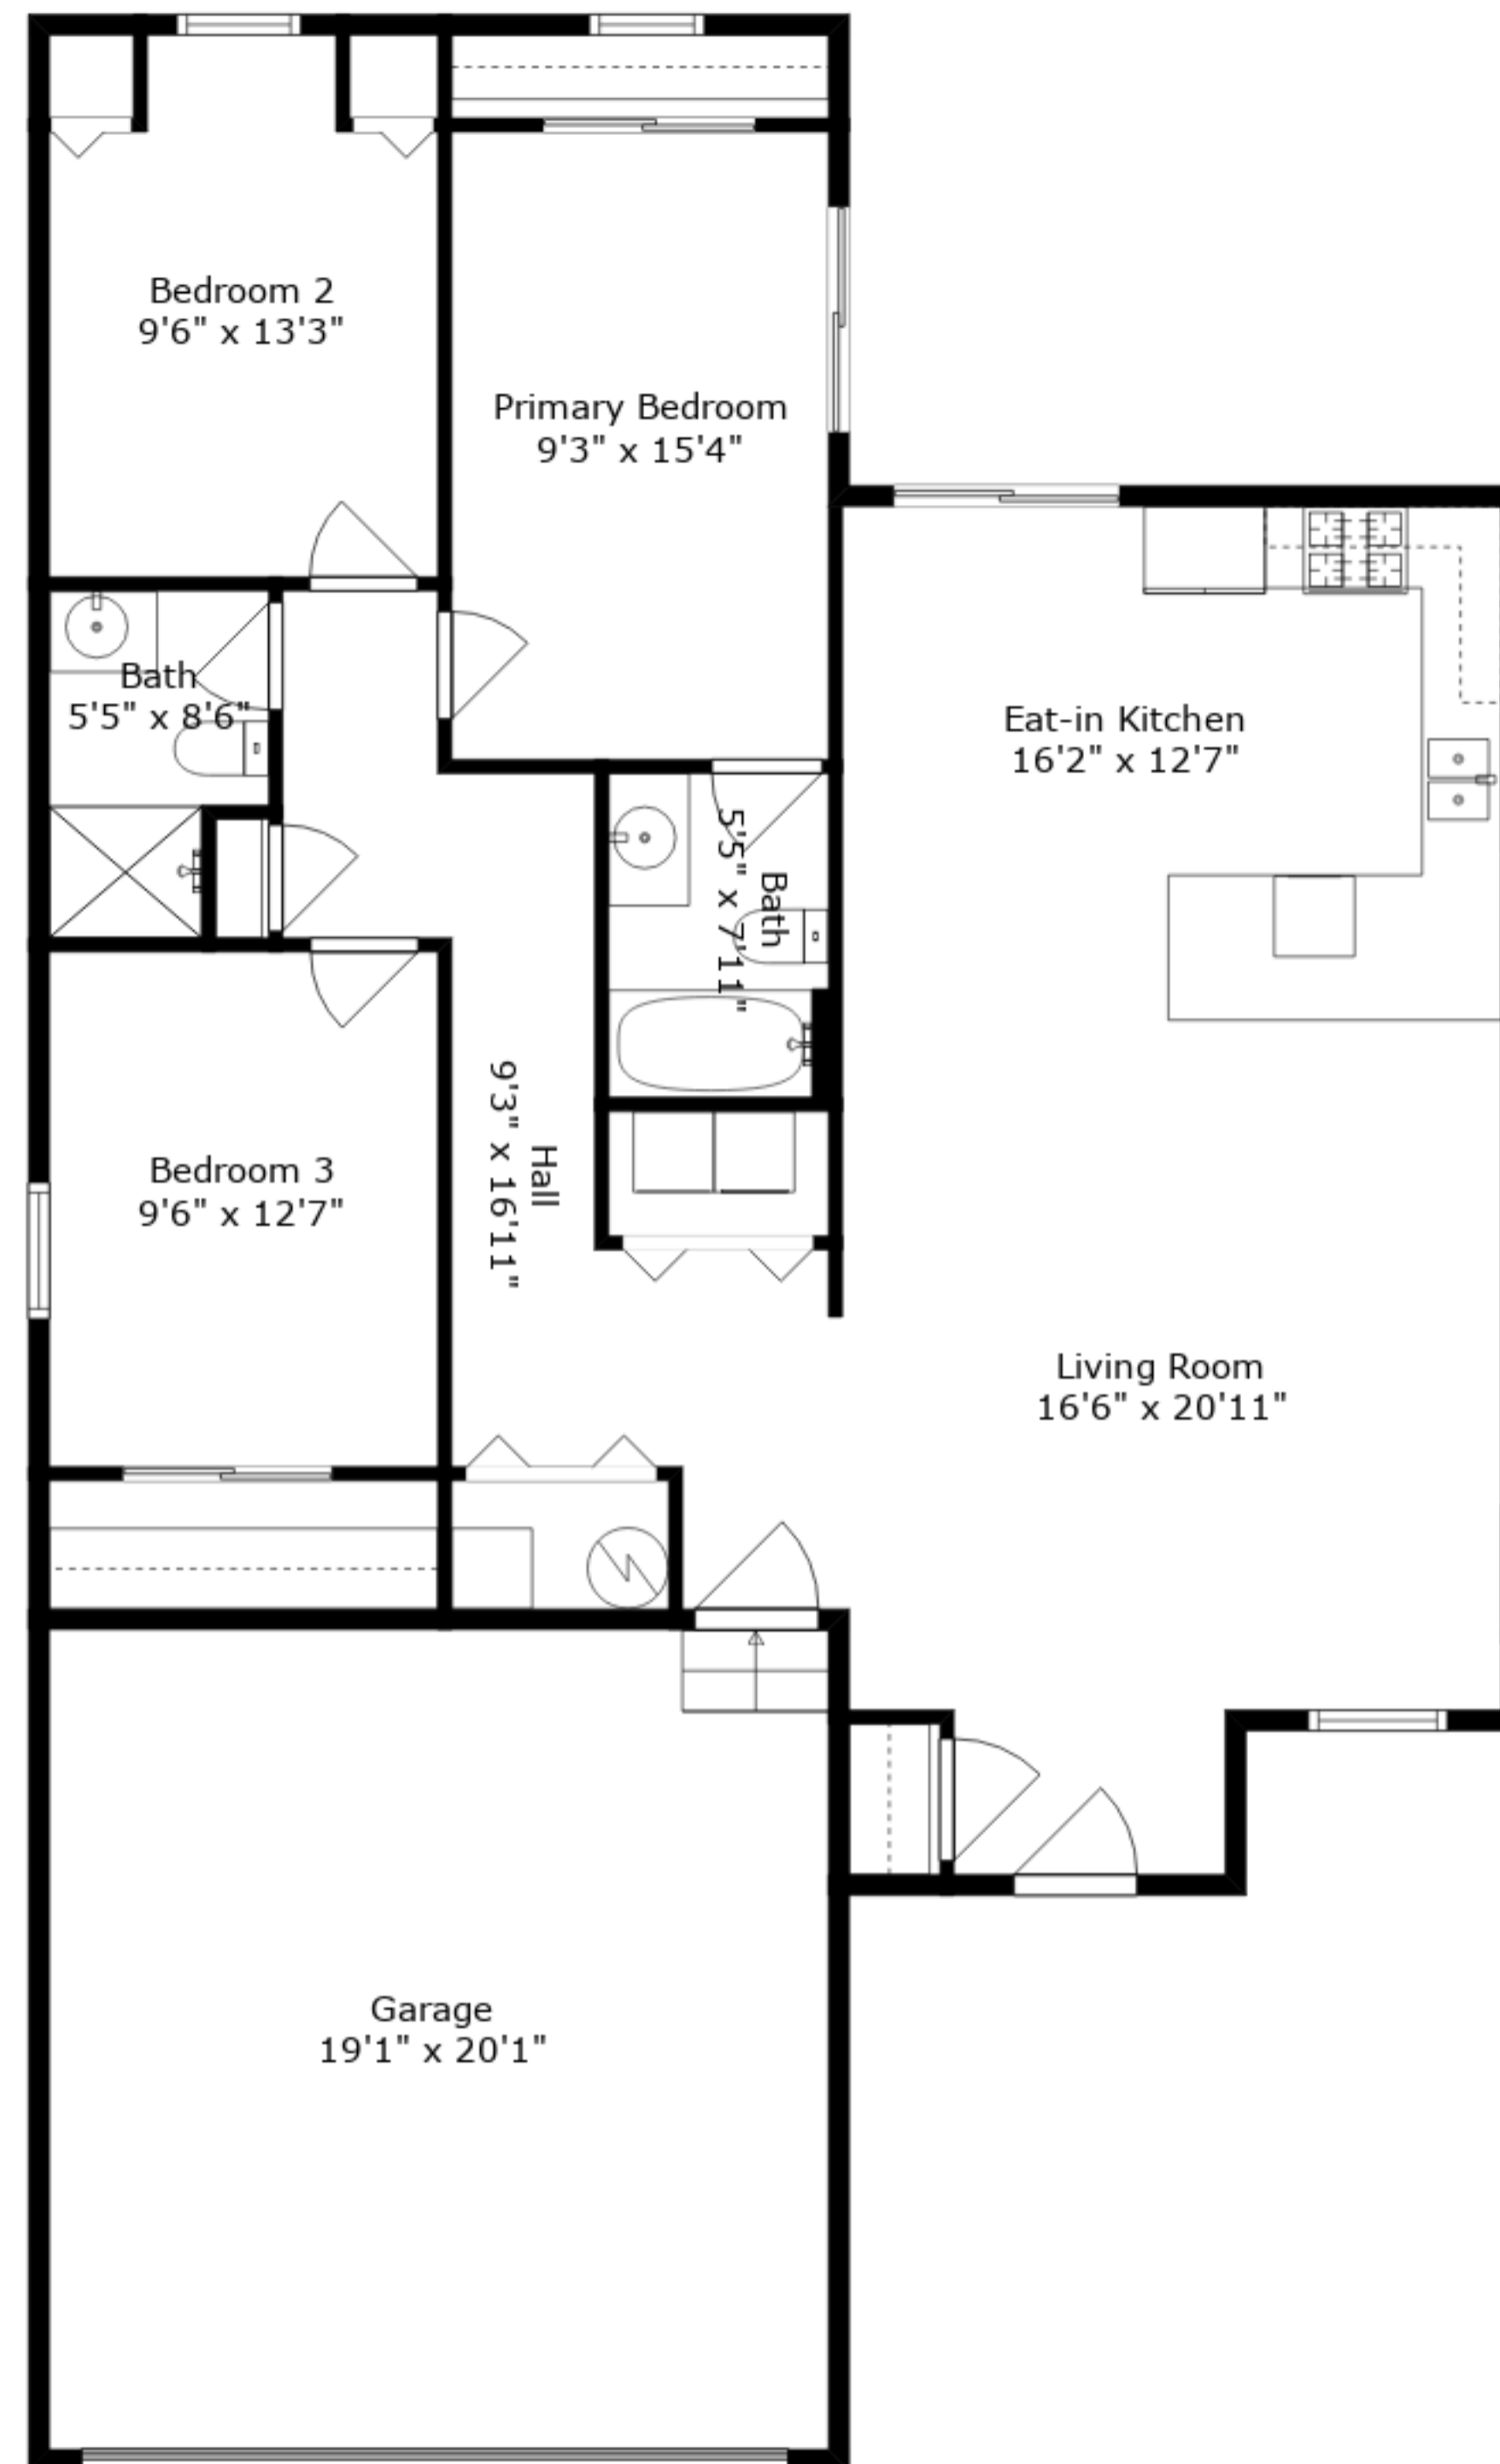 Bedroom 2
9'6" x 13'3"
Primary Bedroom
9'3" x 15'4"
Bath
5'5" x 8'6"
Eat-in Kitchen
16'2" x 12'7"
Bath
5'5" x 7'11"
Hall
9'3" x 16'11"
Bedroom 3
9'6" x 12'7"
Living Room
16'6" x 20'11"
Garage
19'1" x 20'1"